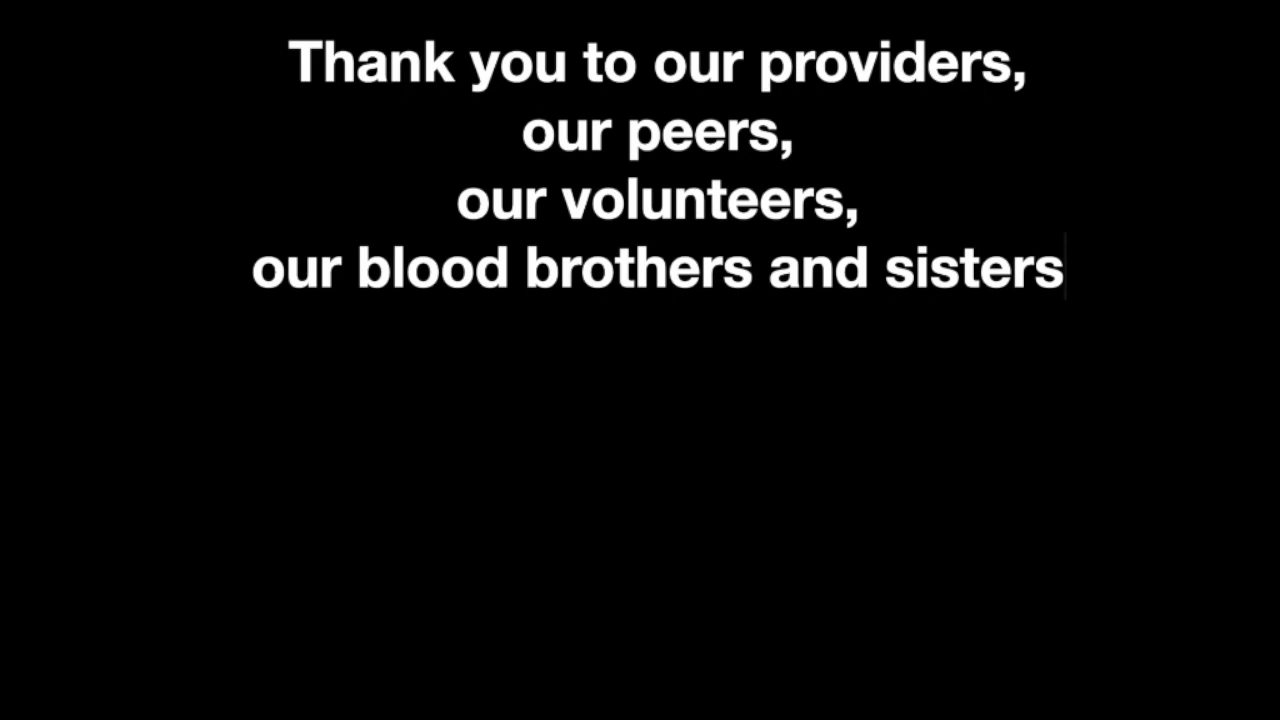 Thank you to our providers,
our peers,
our volunteers,
our blood brothers and sisters